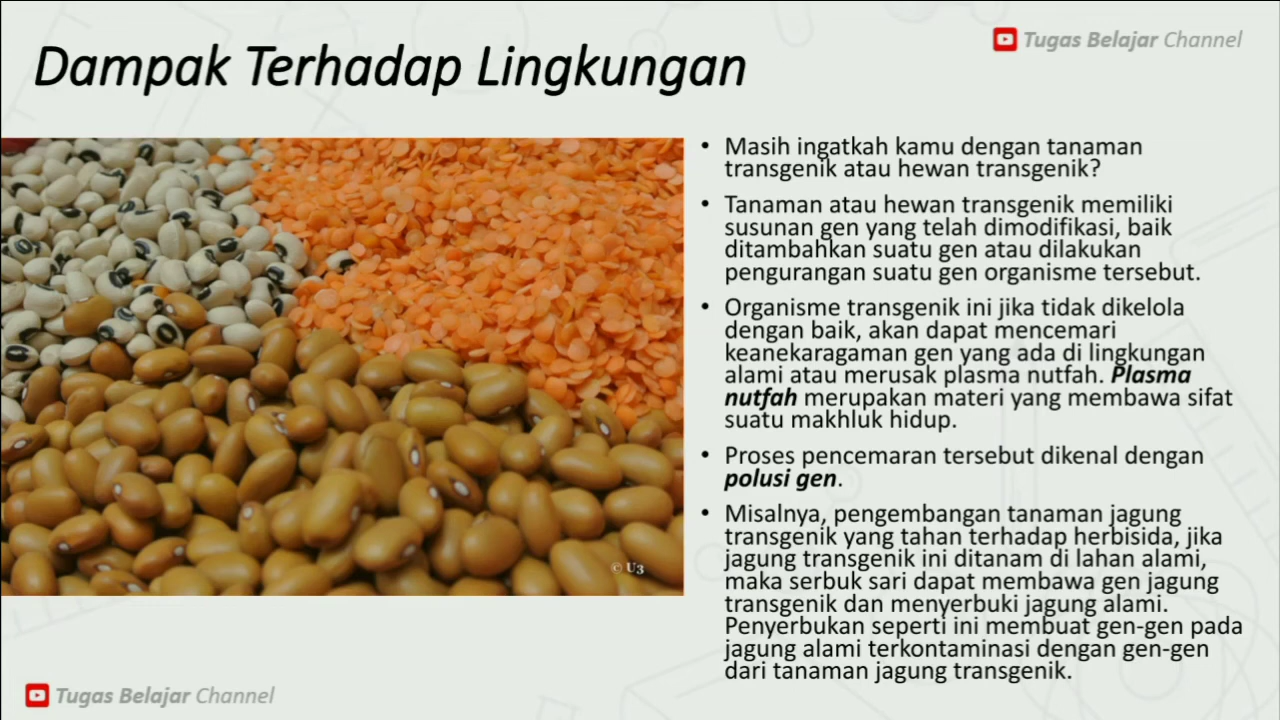 Dampak Terhadap Lingkungan
Tugas Belajar Channel
• Masih ingatkah kamu dengan tanaman
transgenik atau hewan transgenik?
• Tanaman atau hewan transgenik memiliki
susunan gen yang telah dimodifikasi, baik
ditambahkan suatu gen atau dilakukan
pengurangan suatu gen organisme tersebut.
• Organisme transgenik ini jika tidak dikelola
dengan baik, akan dapat mencemari
keanekaragaman gen yang ada di lingkungan
alami atau merusak plasma nutfah. Plasma
nutfah merupakan materi yang membawa sifat
suatu makhluk hidup.
• Proses pencemaran tersebut dikenal dengan
polusi gen.
• Misalnya, pengembangan tanaman jagung
transgenik yang tahan terhadap herbisida, jika
jagung transgenik ini ditanam di lahan alami,
maka serbuk sari dapat membawa gen jagung
transgenik dan menyerbuki jagung alami.
Penyerbukan seperti ini membuat gen-gen pada
jagung alami terkontaminasi dengan gen-gen
dari tanaman jagung transgenik.
© U3
Tugas Belajar Channel